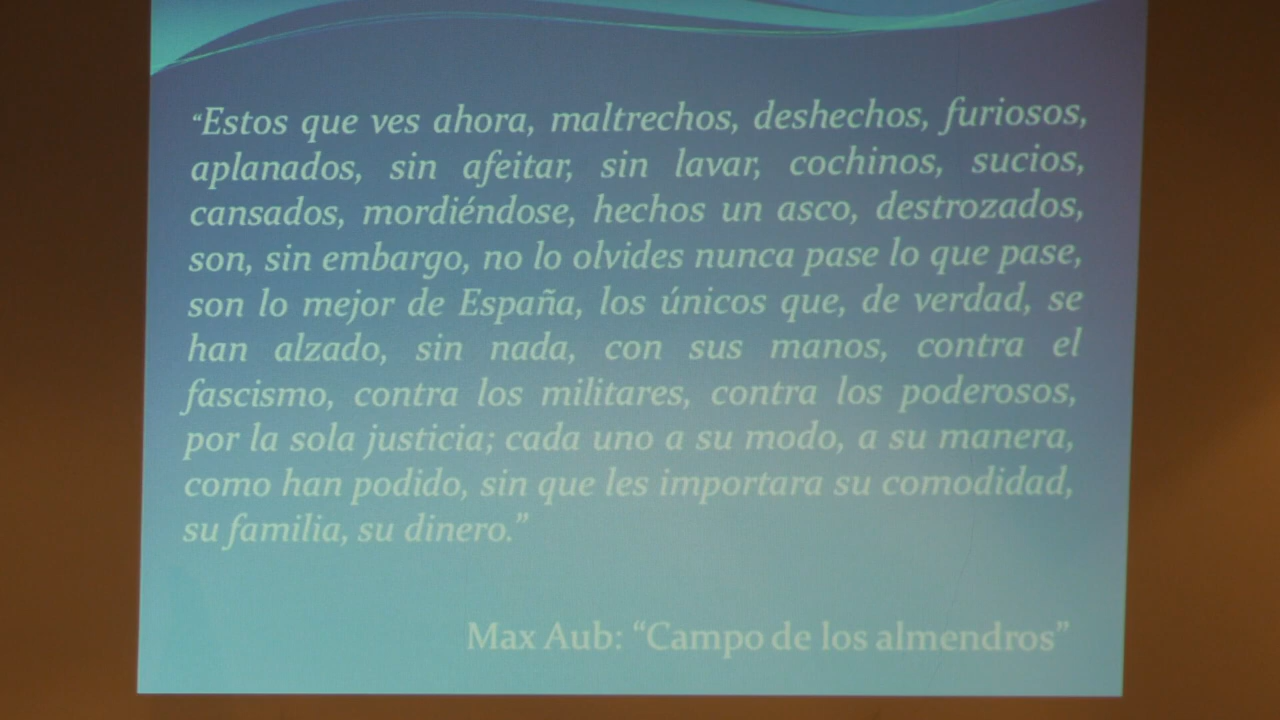 “Estos que ves ahora, maltrechos, deshechos, furiosos,
aplanados, sin afeitar, sin lavar, cochinos, sucios,
cansados, mordiéndose, hechos un asco, destrozados,
son, sin embargo, no lo olvides nunca pase lo que pase,
son lo mejor de España, los únicos que, de verdad, se
han alzado, sin nada, con sus manos, contra el
fascismo, contra los militares, contra los poderosos,
por la sola justicia; cada uno a su modo, a su manera,
como han podido, sin que les importara su comodidad,
su familia, su dinero.”
Max Aub: “Campo de los almendros”